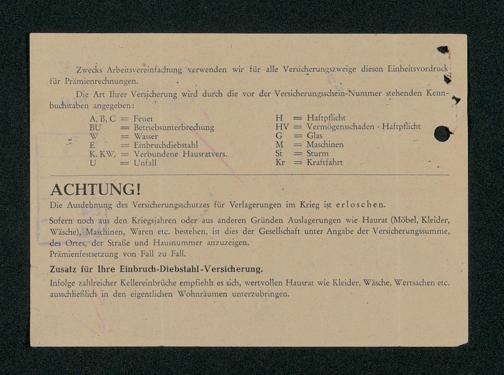 Zwecks Arbeitsvereinfachung verwenden wir für alle Versicherungszweige diesen Einheitsvordruck
für Prämienrechnungen.
Die Art Ihrer Versicherung wird durch die vor der Versicherungsschein-Nummer stehenden Kenn-
buchstaben angegeben:
A, B, C = Feuer
BU = Betriebsunterbrechung
W = Wasser
E = Einbruchdiebstahl
K. KW. = Verbundene Hausratvers.
U = Unfall
H = Haftpflicht
HV = Vermögensschaden-Haftpflicht
G = Glas
M = Maschinen
St = Sturm
Kr = Kraftfahrt
ACHTUNG!
Die Ausdehnung des Versicherungsschutzes für Verlagerungen im Krieg ist erloschen.
Sofern noch aus den Kriegsjahren oder aus anderen Gründen Auslagerungen wie Haurat (Möbel, Kleider,
Wäsche), Maschinen, Waren etc. bestehen, ist dies der Gesellschaft unter Angabe der Versicherungssumme,
des Ortes, der Straße und Hausnummer anzuzeigen.
Prämienfestsetzung von Fall zu Fall.
Zusatz für Ihre Einbruch-Diebstahl-Versicherung.
Infolge zahlreicher Kellereinbrüche empfiehlt es sich, wertvollen Hausrat wie Kleider, Wäsche, Wertsachen etc.
ausschließlich in den eigentlichen Wohnräumen unterzubringen.